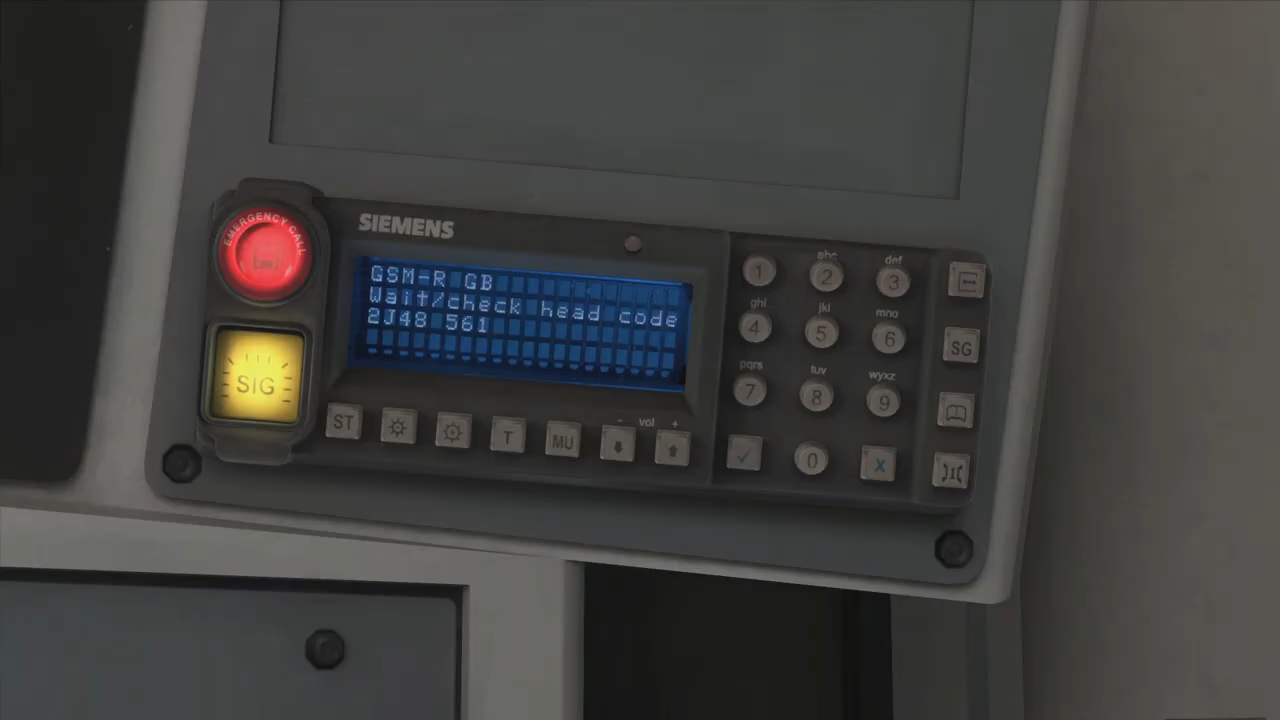 SIEMENS
EMERGENCY CALL
GSM-R GB
Wait/check head code
2J48 561
SIG
ST
T
MU
- vol +
1
abc
2
def
3
ghi
4
jkl
5
mno
6
pqrs
7
tuv
8
wyxz
9
0
X
SG